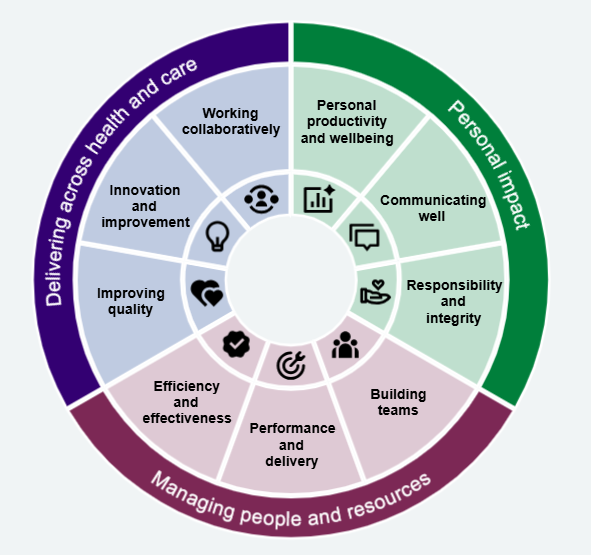 Delivering across health and care
Personal impact
Managing people and resources
Working
collaboratively
Personal
productivity
and wellbeing
Communicating
well
Responsibility
and
integrity
Building
teams
Performance
and
delivery
Efficiency
and
effectiveness
Improving
quality
Innovation
and
improvement